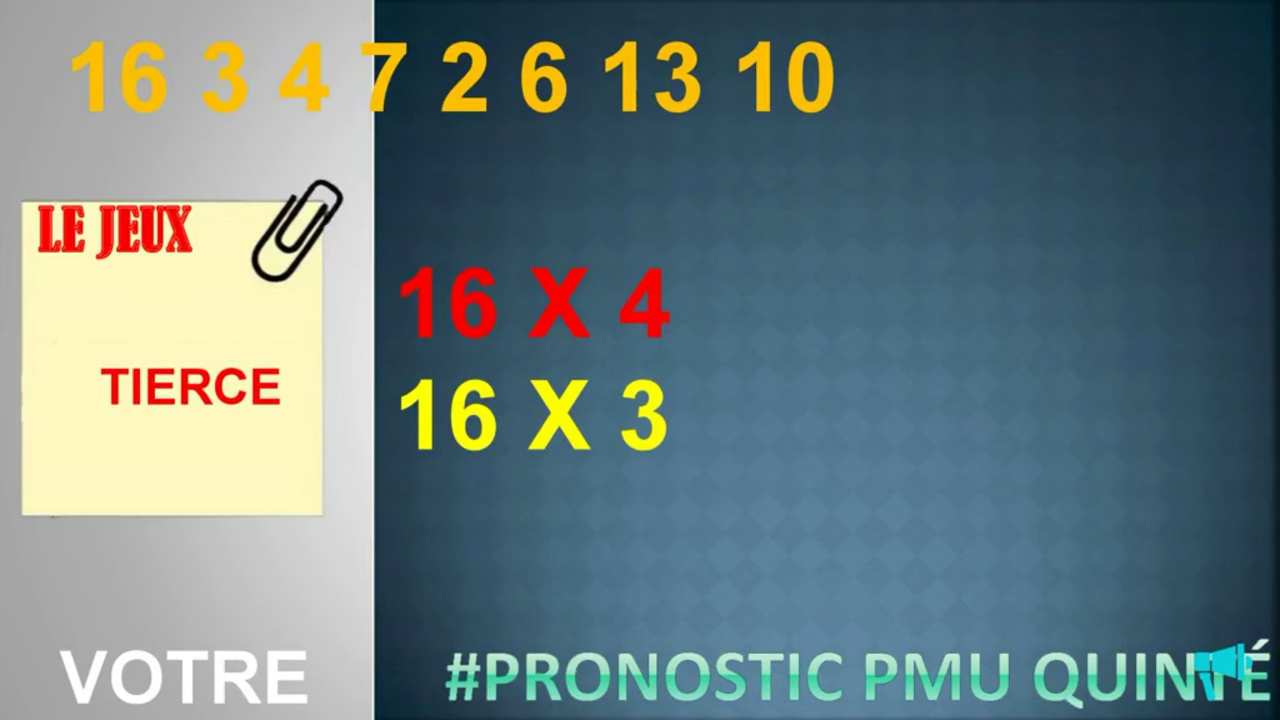 16 3 4 7 2 6 13 10
LE JEUX
TIERCE
16 X 4
16 X 3
VOTRE
#PRONOSTIC PMU QUINTÉ